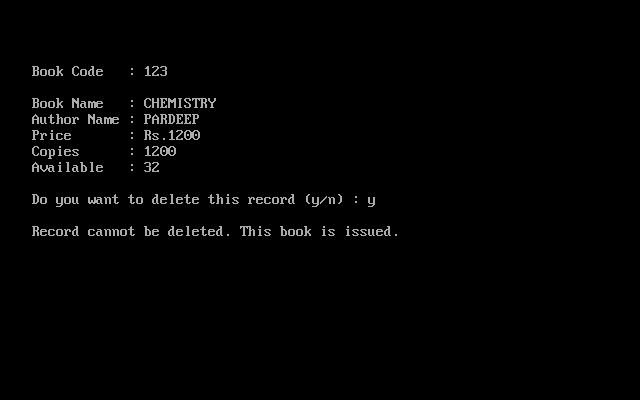 Book Code   : 123
Book Name   : CHEMISTRY
Author Name : PARDEEP
Price       : Rs.1200
Copies      : 1200
Available   : 32
Do you want to delete this record (y/n) : y
Record cannot be deleted. This book is issued.